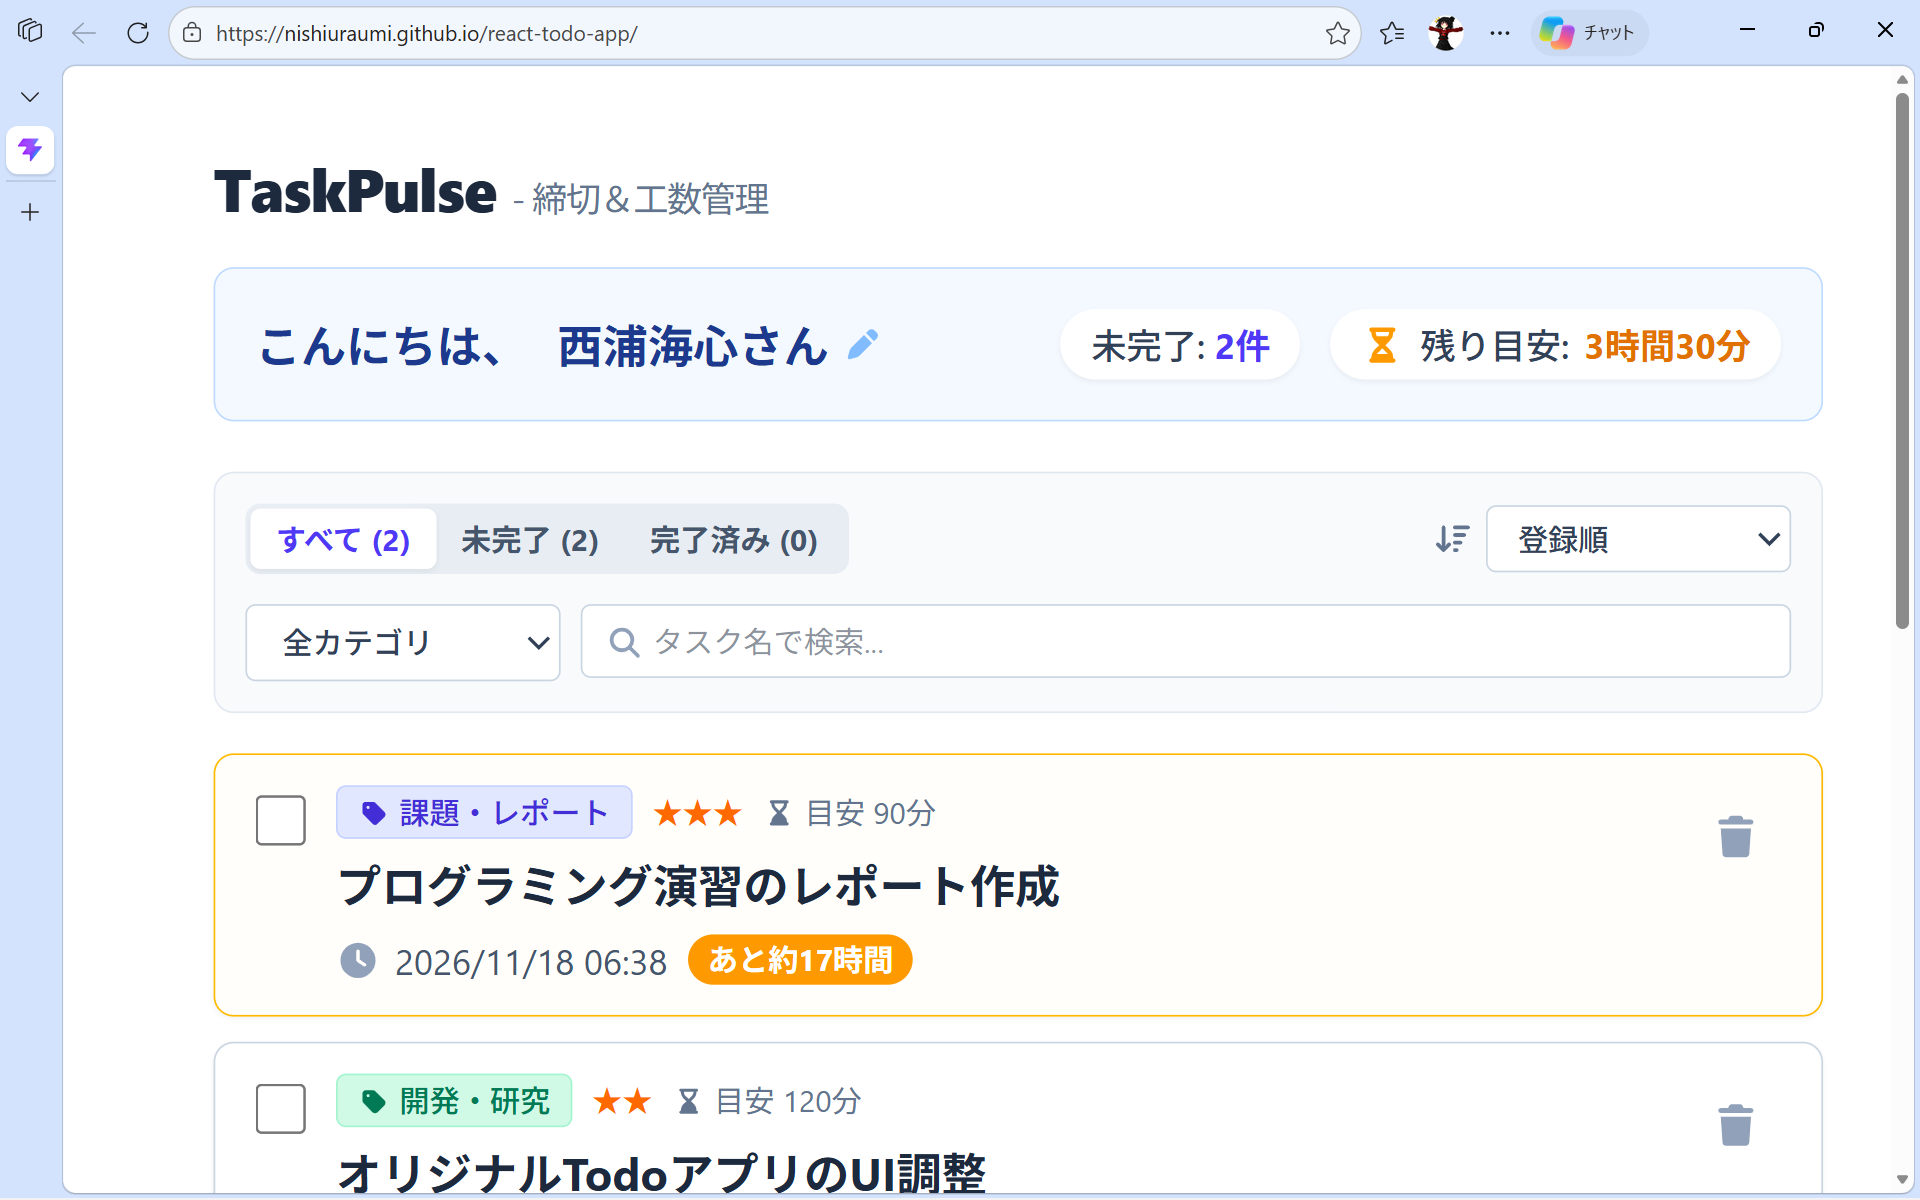 https://nishiuraumi.github.io/react-todo-app/
チャット
TaskPulse - 締切＆工数管理
こんにちは、　西浦海心さん
未完了: 2件
残り目安: 3時間30分
すべて (2)
未完了 (2)
完了済み (0)
登録順
全カテゴリ
タスク名で検索...
課題・レポート ★★★ 目安 90分
プログラミング演習のレポート作成
2026/11/18 06:38 あと約17時間
開発・研究 ★★ 目安 120分
オリジナルTodoアプリのUI調整